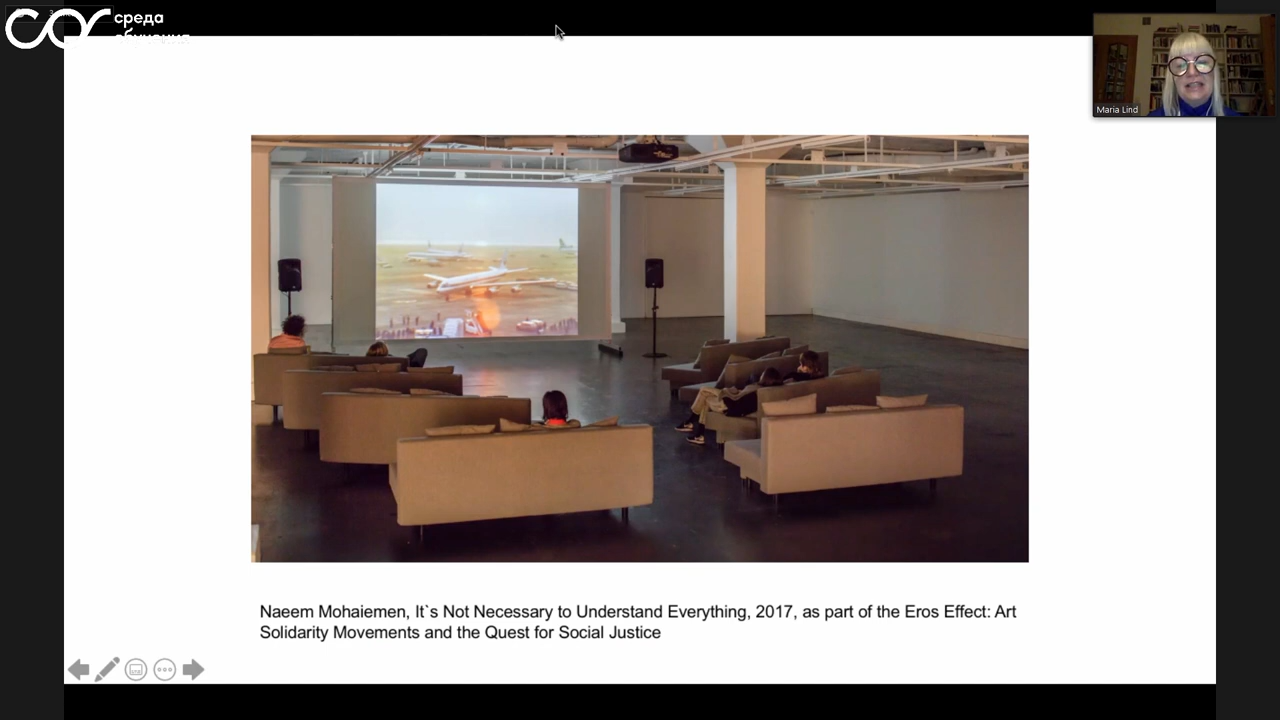 среда
обучения
Maria Lind
Naeem Mohaiemen, It`s Not Necessary to Understand Everything, 2017, as part of the Eros Effect: Art
Solidarity Movements and the Quest for Social Justice